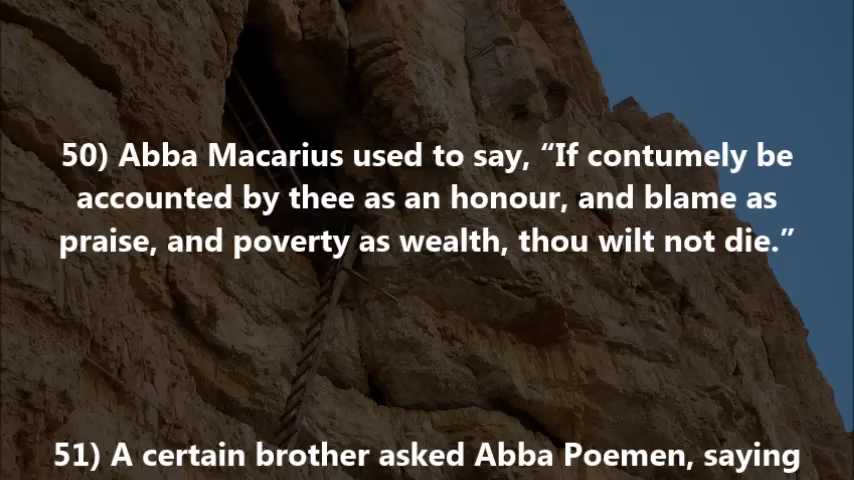 50) Abba Macarius used to say, “If contumely be
accounted by thee as an honour, and blame as
praise, and poverty as wealth, thou wilt not die.”
51) A certain brother asked Abba Poemen, saying